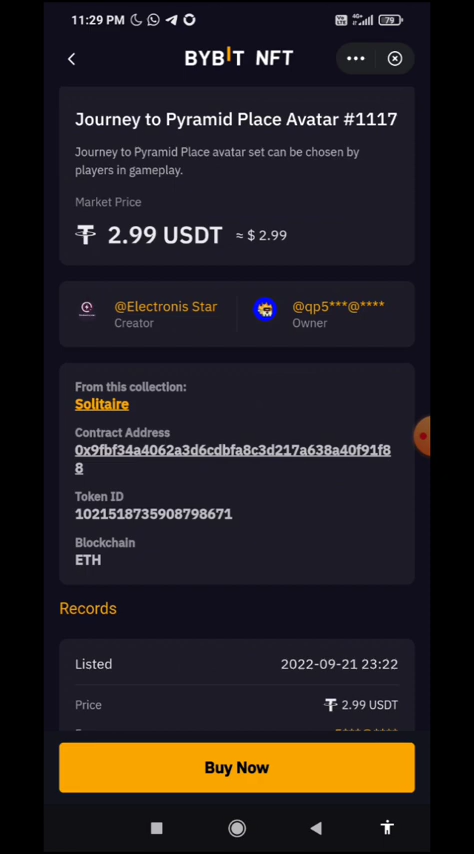 11:29 PM
4G+
79
BYBIT NFT
Journey to Pyramid Place Avatar #1117
Journey to Pyramid Place avatar set can be chosen by
players in gameplay.
Market Price
2.99 USDT ≈ $ 2.99
@Electronis Star
Creator
@qp5***@****
Owner
From this collection:
Solitaire
Contract Address
0x9fbf34a4062a3d6cdbfa8c3d217a638a40f91f8
8
Token ID
1021518735908798671
Blockchain
ETH
Records
Listed 2022-09-21 23:22
Price 2.99 USDT
Buy Now